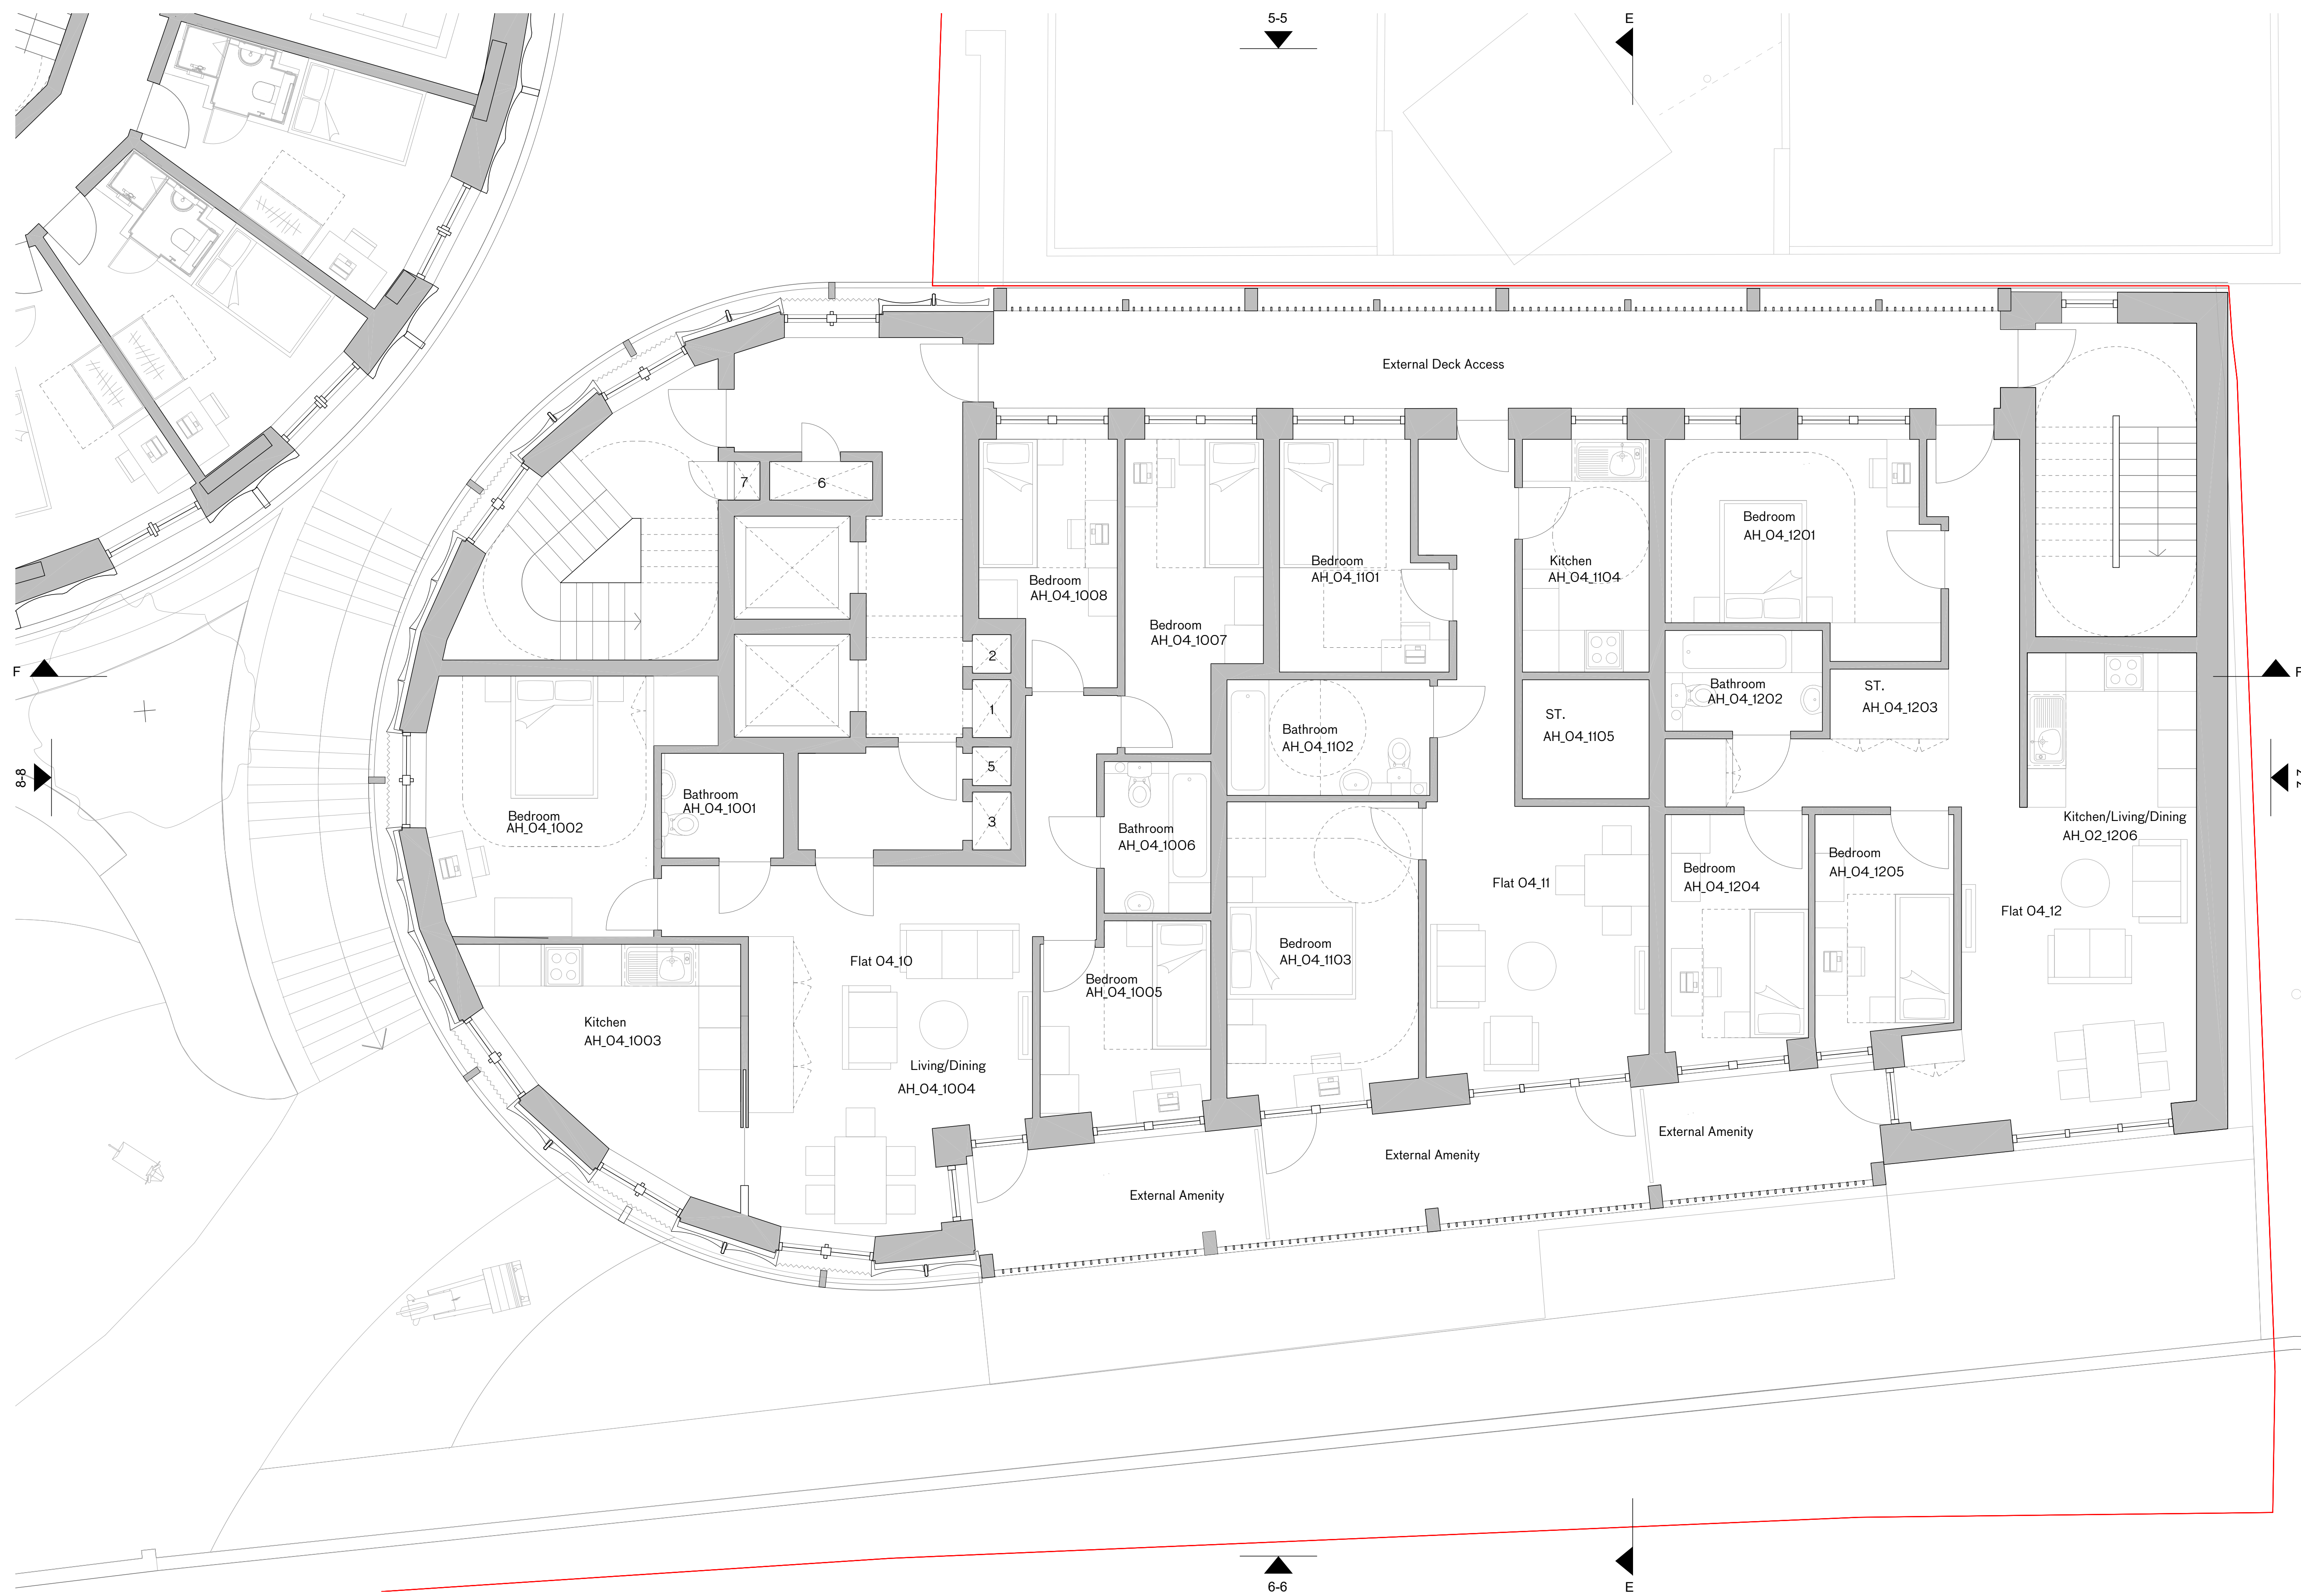 5-5
E
External Deck Access
7
6
Bedroom
AH_04_1201
Bedroom
AH_04_1101
Kitchen
AH_04_1104
Bedroom
AH_04_1008
Bedroom
AH_04_1007
2
1
5
3
F
F
ST.
AH_04_1203
Bathroom
AH_04_1202
ST.
AH_04_1105
Bathroom
AH_04_1102
8-8
Bathroom
AH_04_1001
Bedroom
AH_04_1002
Bathroom
AH_04_1006
Kitchen/Living/Dining
AH_02_1206
Bedroom
AH_04_1204
Bedroom
AH_04_1205
Flat 04_11
Flat 04_12
Bedroom
AH_04_1103
Flat 04_10
Bedroom
AH_04_1005
Kitchen
AH_04_1003
Living/Dining
AH_04_1004
External Amenity
External Amenity
External Amenity
6-6
E